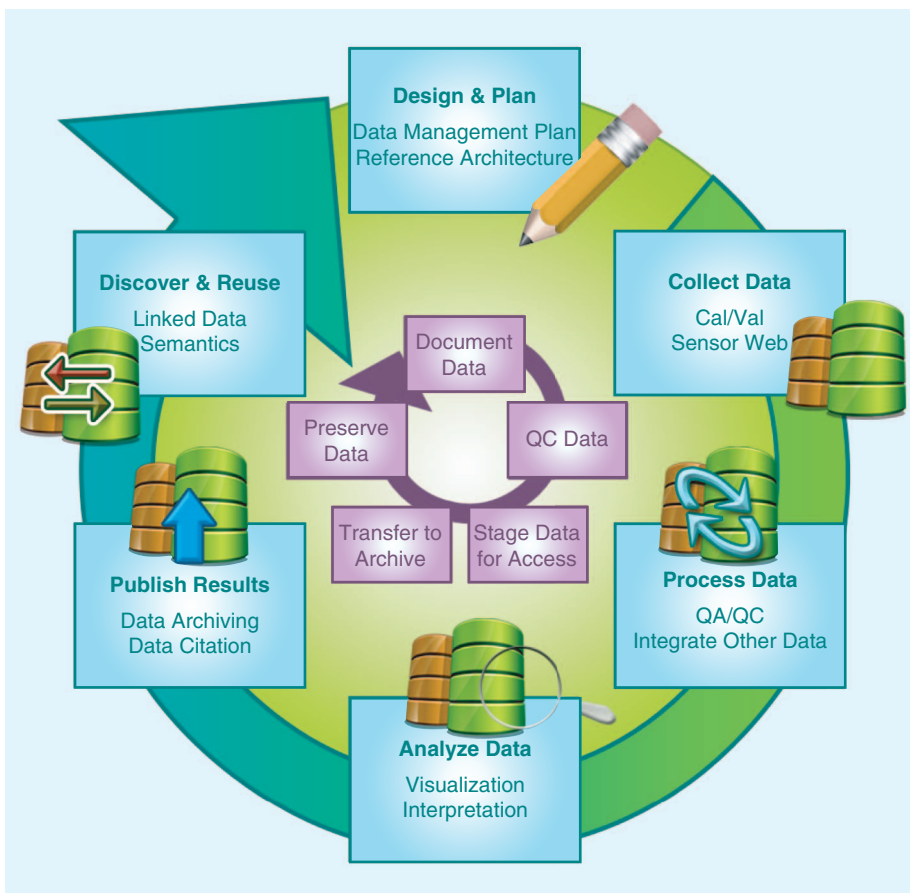 Design & Plan
Data Management Plan
Reference Architecture
Collect Data
Cal/Val
Sensor Web
Process Data
QA/QC
Integrate Other Data
Analyze Data
Visualization
Interpretation
Publish Results
Data Archiving
Data Citation
Discover & Reuse
Linked Data
Semantics
Document
Data
QC Data
Stage Data
for Access
Transfer to
Archive
Preserve
Data